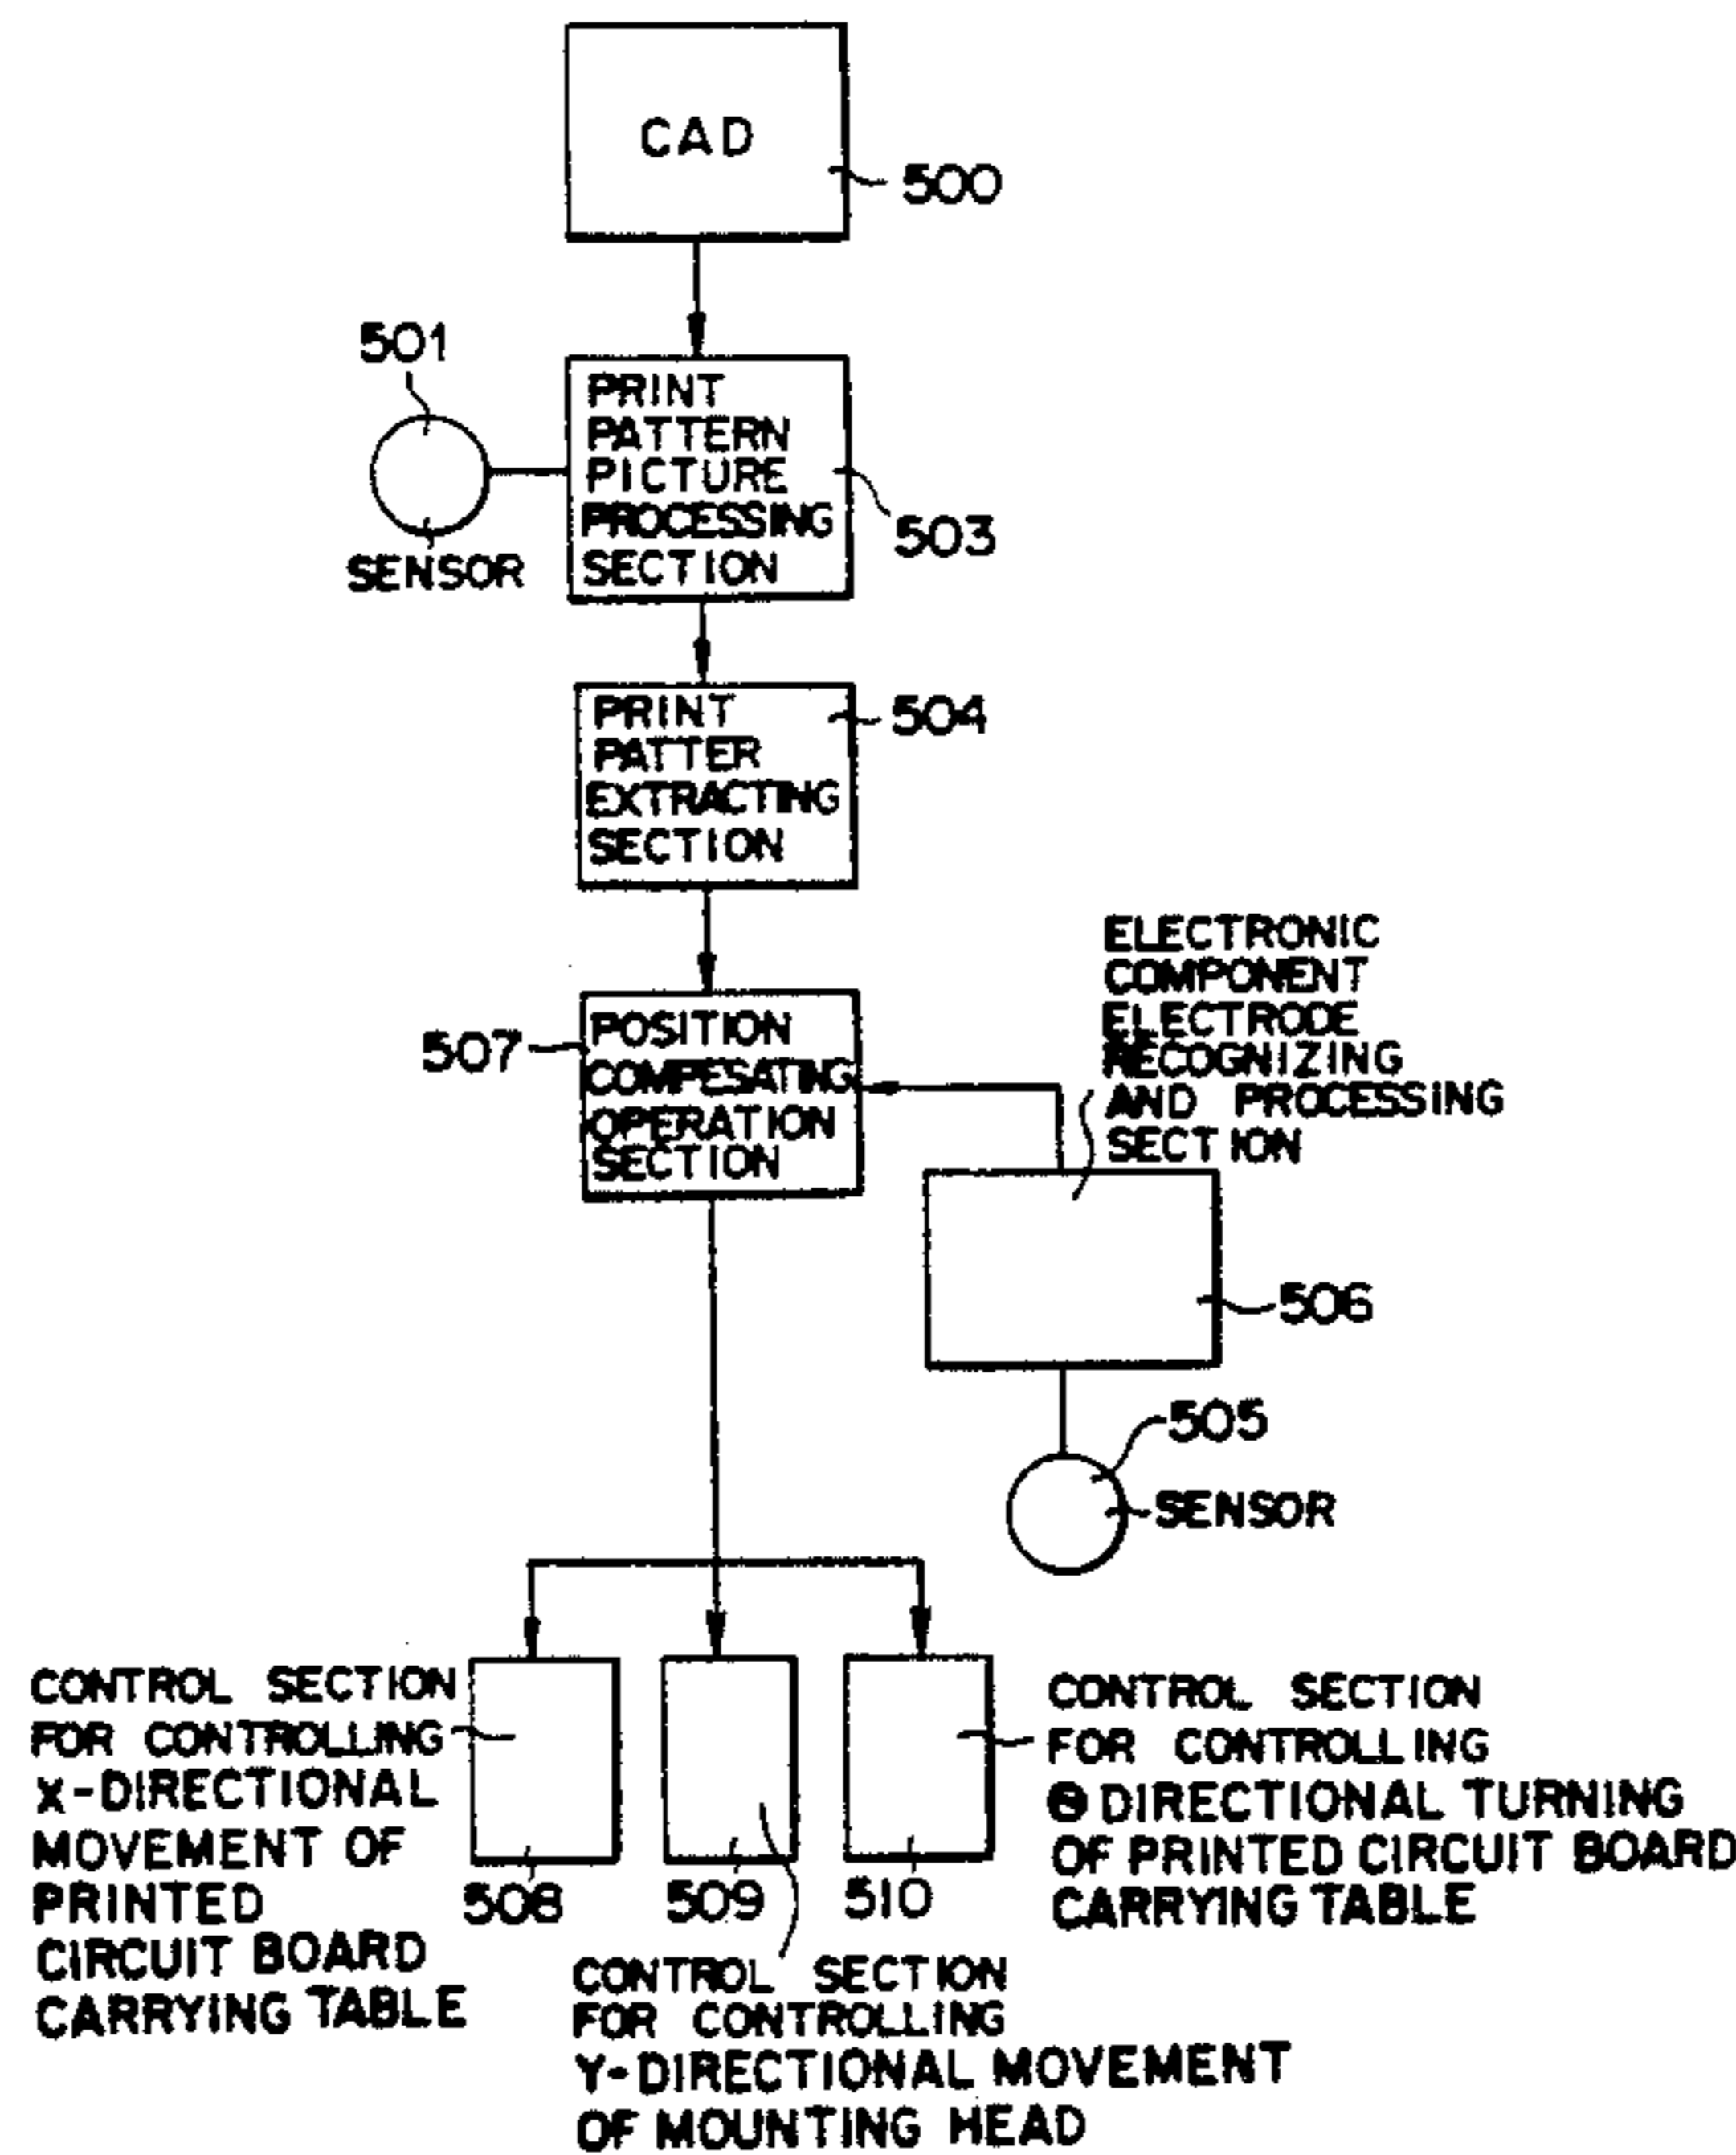 CAD
500
501
SENSOR
PRINT
PATTERN
PICTURE
PROCESSING
SECTION
503
PRINT
PATTER
EXTRACTING
SECTION
504
507
POSITION
COMPESATING
OPERATION
SECTION
ELECTRONIC
COMPONENT
ELECTRODE
RECOGNIZING
AND PROCESSING
SECTION
506
505
SENSOR
CONTROL SECTION
FOR CONTROLLING
X-DIRECTIONAL
MOVEMENT OF
PRINTED
CIRCUIT BOARD
CARRYING TABLE
508
509
510
CONTROL SECTION
FOR CONTROLLING
Y-DIRECTIONAL MOVEMENT
OF MOUNTING HEAD
CONTROL SECTION
FOR CONTROLLING
Θ DIRECTIONAL TURNING
OF PRINTED CIRCUIT BOARD
CARRYING TABLE